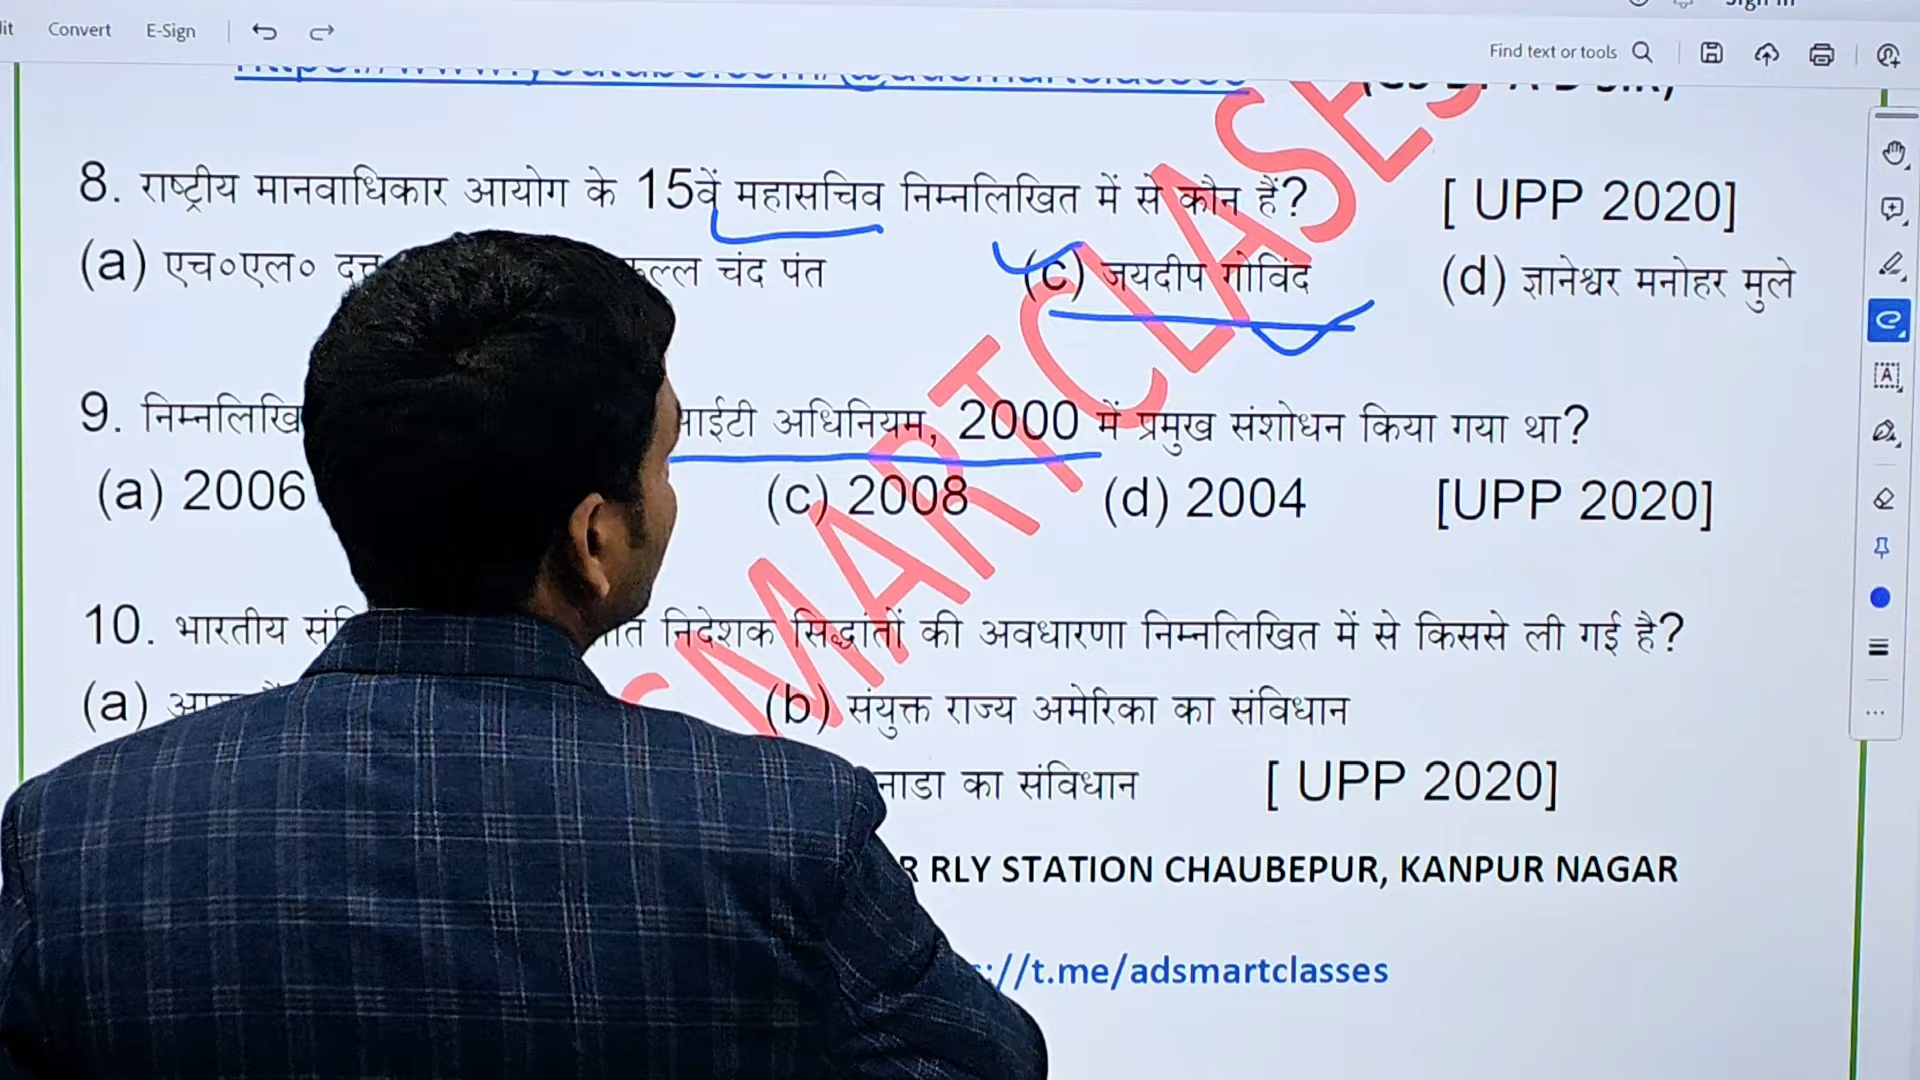 Convert E-Sign
Find text or tools
8. राष्ट्रीय मानवाधिकार आयोग के 15वें महासचिव निम्नलिखित में से कौन हैं? [ UPP 2020]
(a) एच०एल० चंद पंत (c) जयदीप गोविंद (d) ज्ञानेश्वर मनोहर मुले
9. अधिनियम, 2000 में प्रमुख संशोधन किया गया था?
(a) 2006 (c) 2008 (d) 2004 [UPP 2020]
10. भारतीय निदेशक सिद्धांतों की अवधारणा निम्नलिखित में से किससे ली गई है?
(a) (b) संयुक्त राज्य अमेरिका का संविधान
का संविधान [ UPP 2020]
RLY STATION CHAUBEPUR, KANPUR NAGAR
://t.me/adsmartclasses
SMARTCLASSES